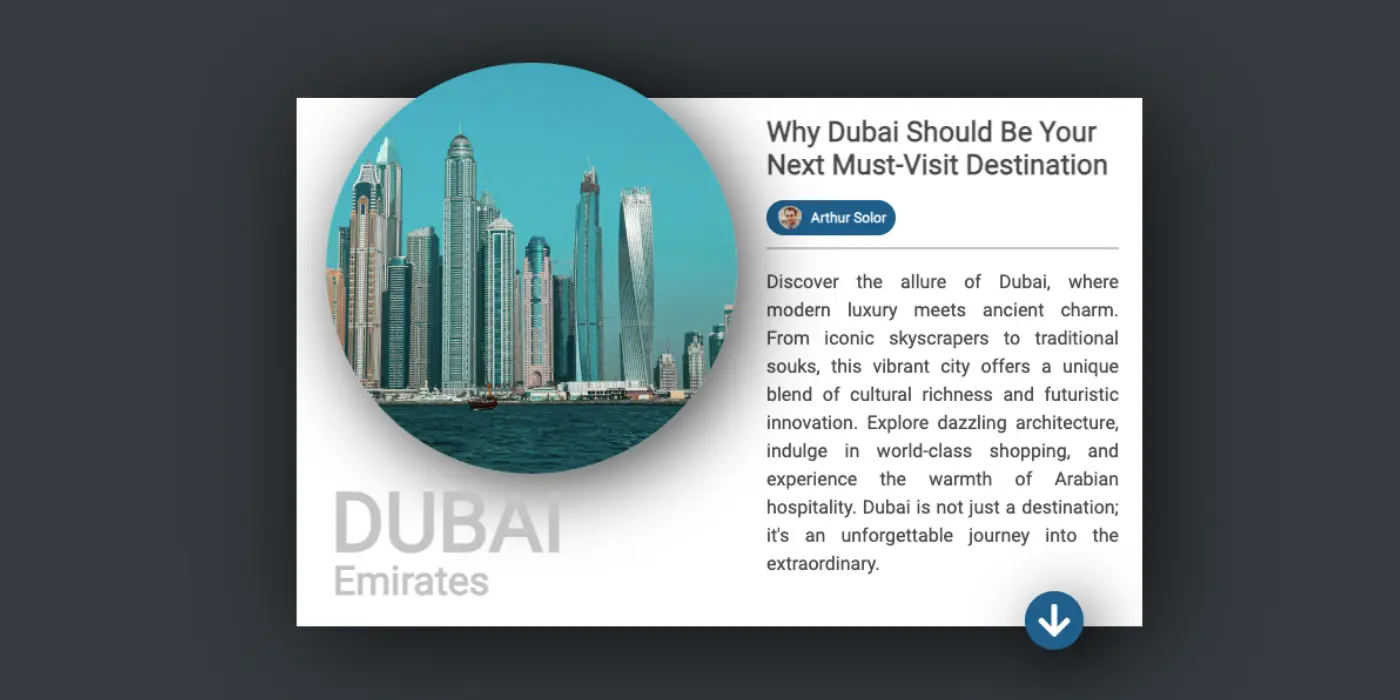 Why Dubai Should Be Your
Next Must-Visit Destination
Arthur Solor
Discover the allure of Dubai, where
modern luxury meets ancient charm.
From iconic skyscrapers to traditional
souks, this vibrant city offers a unique
blend of cultural richness and futuristic
innovation. Explore dazzling architecture,
indulge in world-class shopping, and
experience the warmth of Arabian
hospitality. Dubai is not just a destination;
it's an unforgettable journey into the
extraordinary.
DUBAI
Emirates